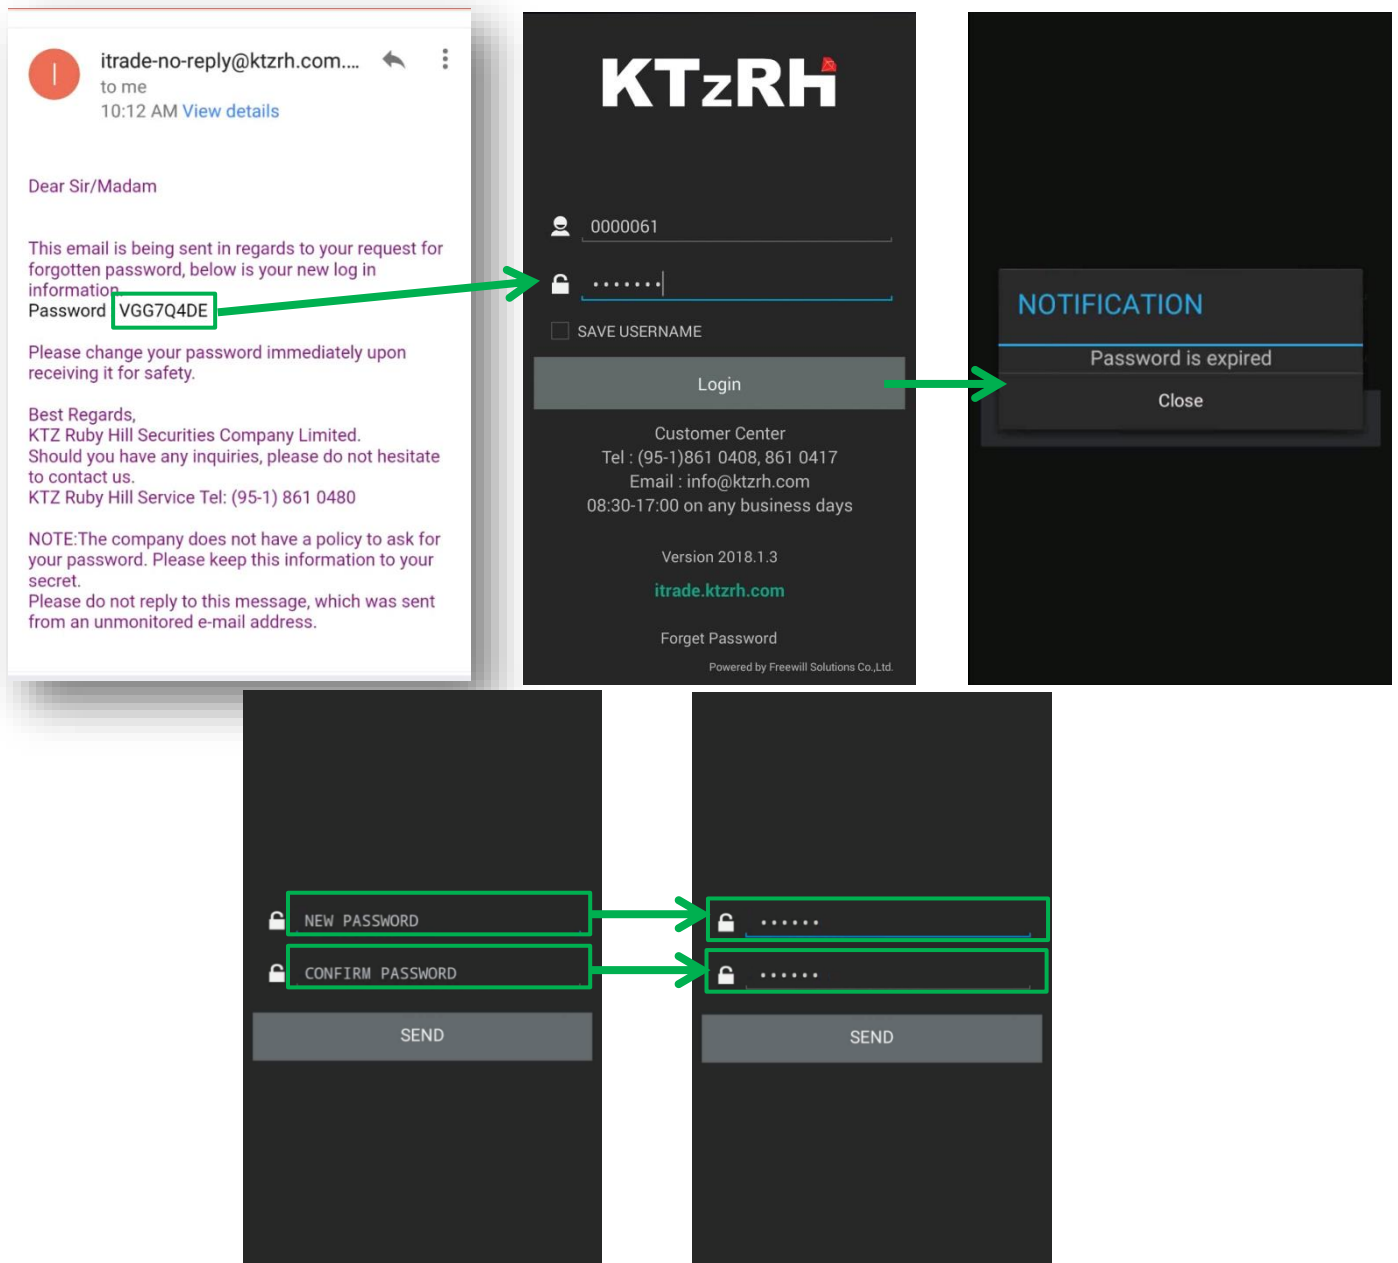 I
itrade-no-reply@ktzrh.com....
to me
10:12 AM View details
Dear Sir/Madam
This email is being sent in regards to your request for
forgotten password, below is your new log in
information.
Password VGG7Q4DE
Please change your password immediately upon
receiving it for safety.
Best Regards,
KTZ Ruby Hill Securities Company Limited.
Should you have any inquiries, please do not hesitate
to contact us.
KTZ Ruby Hill Service Tel: (95-1) 861 0480
NOTE:The company does not have a policy to ask for
your password. Please keep this information to your
secret.
Please do not reply to this message, which was sent
from an unmonitored e-mail address.
KTzRH
0000061
SAVE USERNAME
Login
Customer Center
Tel : (95-1)861 0408, 861 0417
Email : info@ktzrh.com
08:30-17:00 on any business days
Version 2018.1.3
itrade.ktzrh.com
Forget Password
Powered by Freewill Solutions Co.,Ltd.
NOTIFICATION
Password is expired
Close
NEW PASSWORD
CONFIRM PASSWORD
SEND
SEND